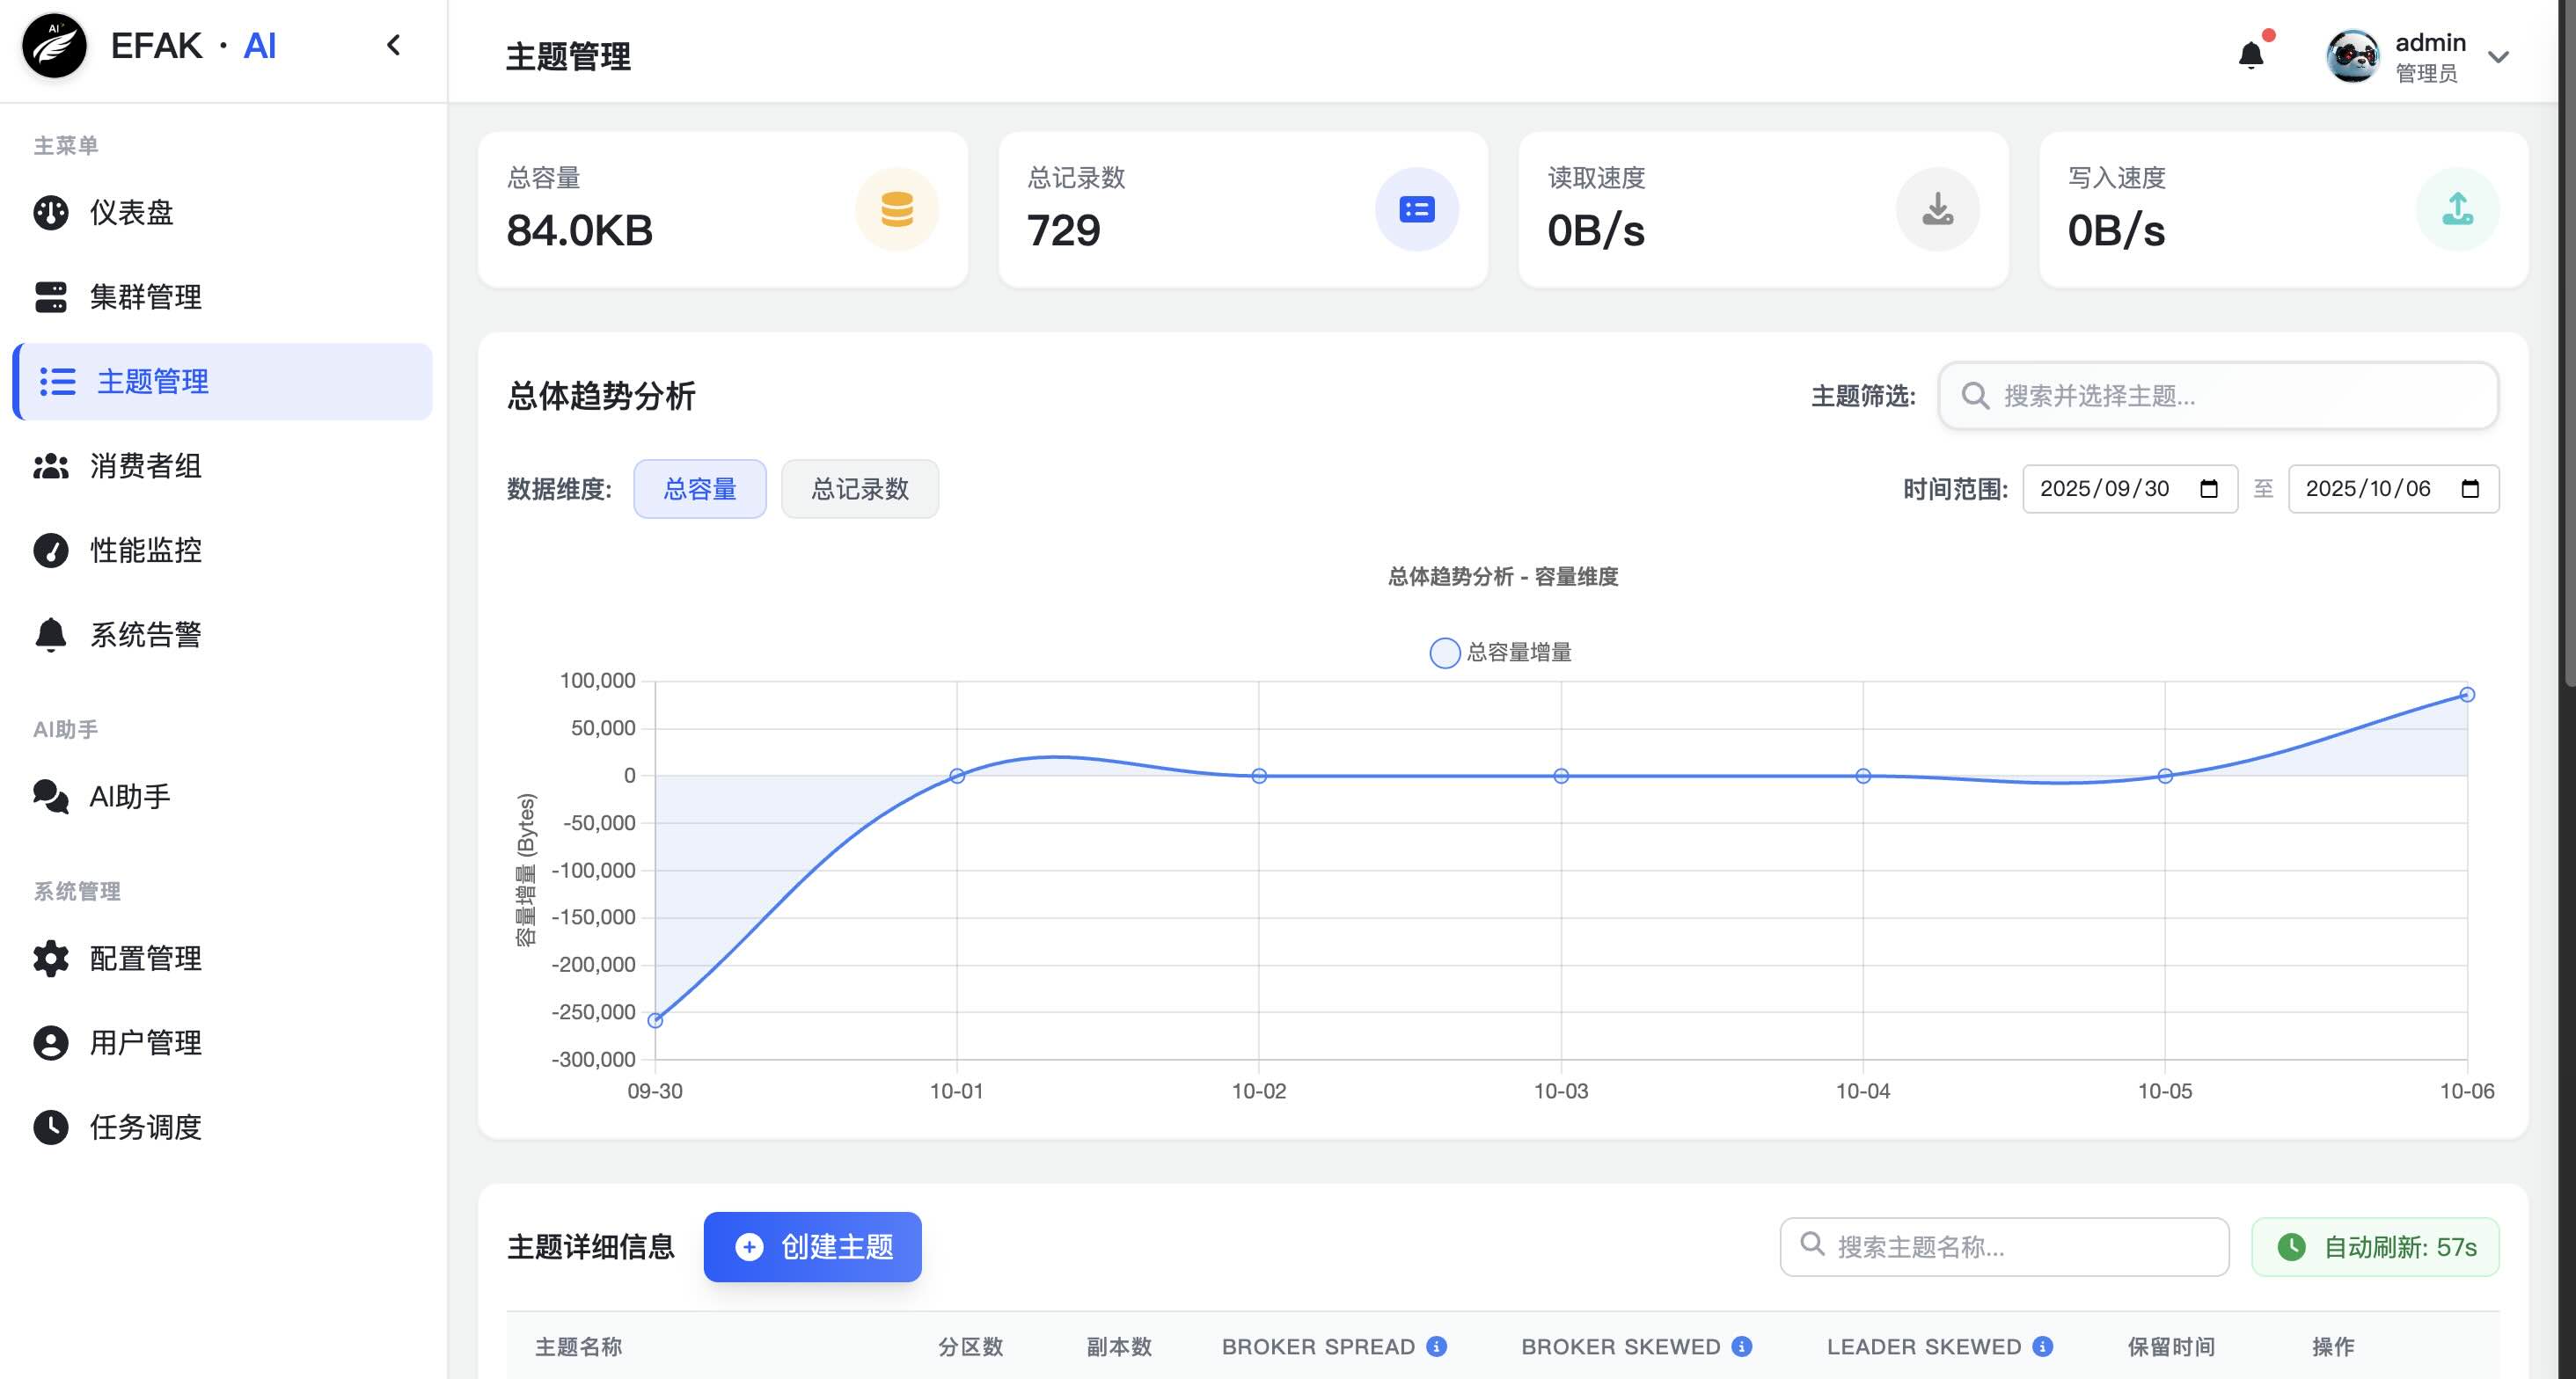 AI
EFAK · AI
主菜单
仪表盘
集群管理
主题管理
消费者组
性能监控
系统告警
AI助手
AI助手
系统管理
配置管理
用户管理
任务调度
主题管理
admin
管理员
总容量
84.0KB
总记录数
729
读取速度
0B/s
写入速度
0B/s
总体趋势分析
主题筛选:
搜索并选择主题...
数据维度:
总容量
总记录数
时间范围:
2025/09/30
至
2025/10/06
总体趋势分析 - 容量维度
总容量增量
容量增量 (Bytes)
100,000
50,000
0
-50,000
-100,000
-150,000
-200,000
-250,000
-300,000
09-30
10-01
10-02
10-03
10-04
10-05
10-06
主题详细信息
创建主题
搜索主题名称...
自动刷新: 57s
主题名称
分区数
副本数
BROKER SPREAD
BROKER SKEWED
LEADER SKEWED
保留时间
操作